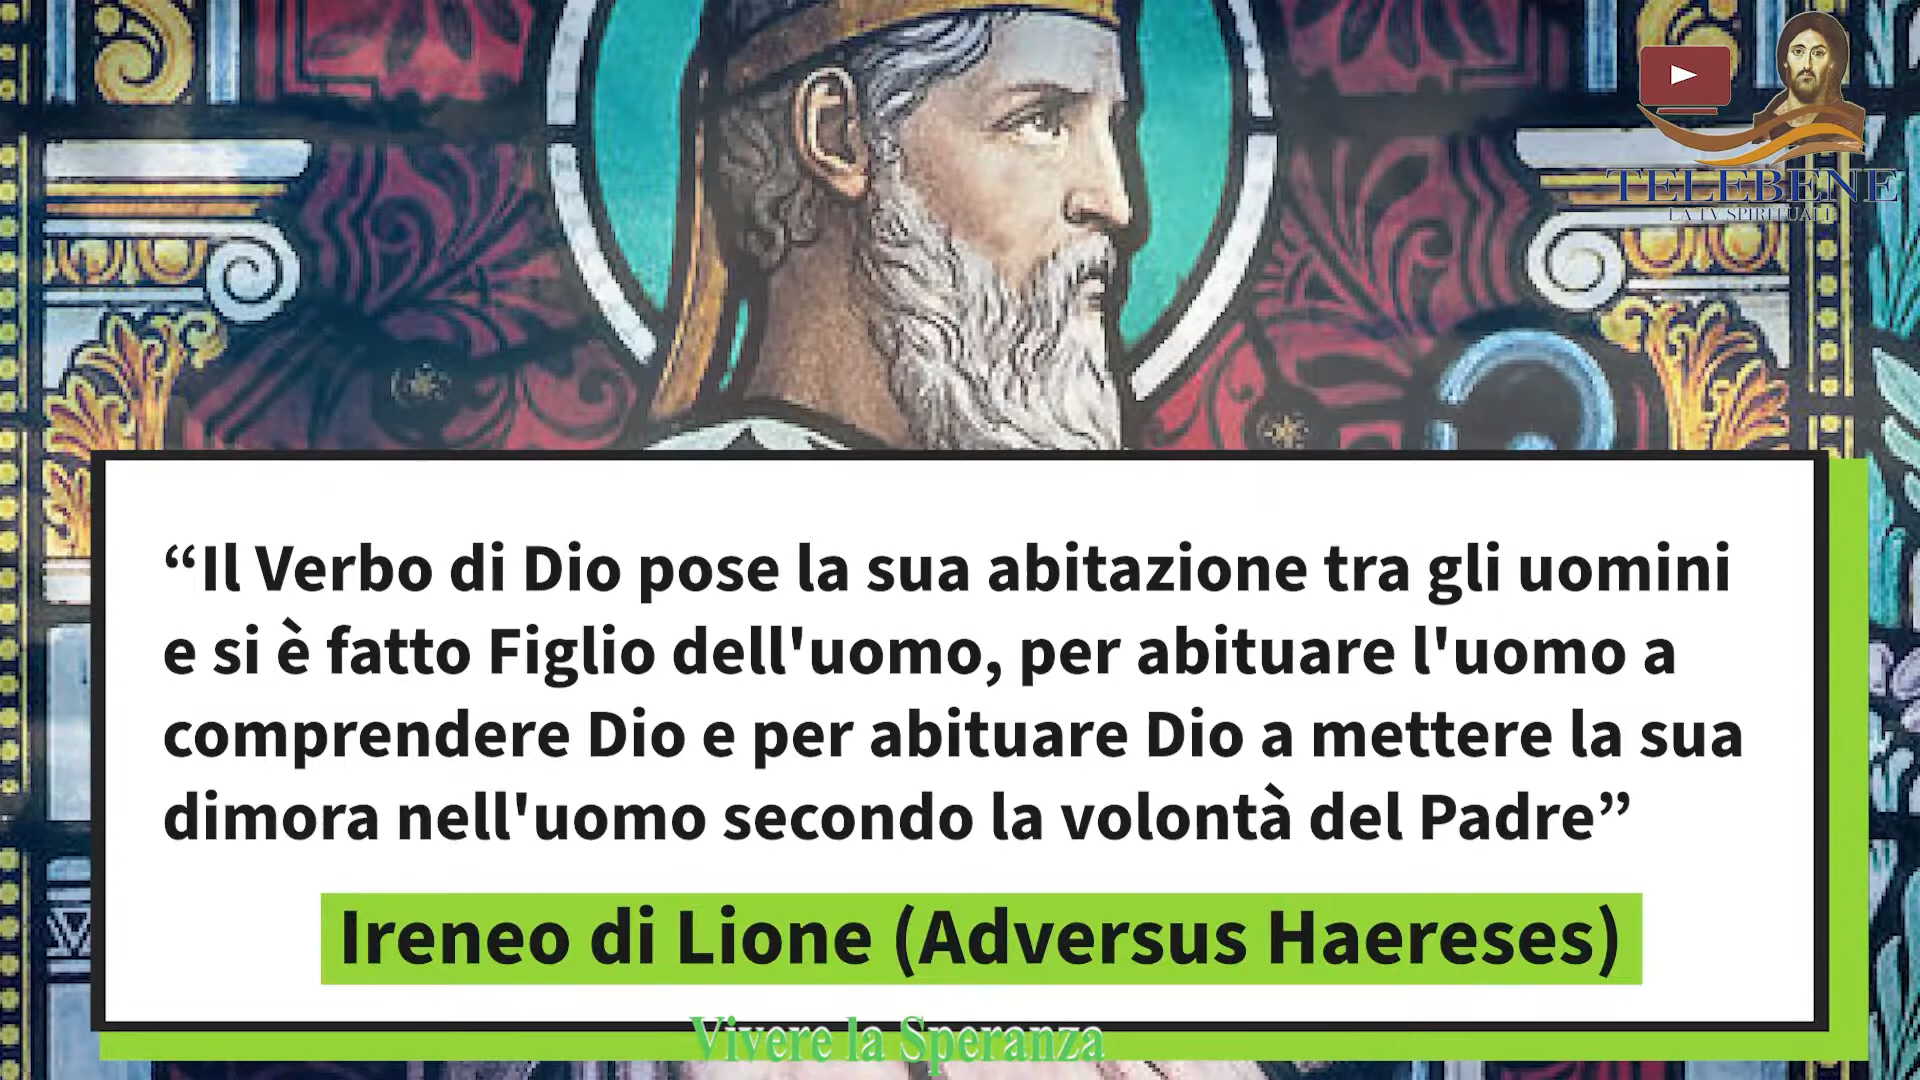 TELEBENE
LA TV SPIRITUALE
“Il Verbo di Dio pose la sua abitazione tra gli uomini
e si è fatto Figlio dell'uomo, per abituare l'uomo a
comprendere Dio e per abituare Dio a mettere la sua
dimora nell'uomo secondo la volontà del Padre”
Ireneo di Lione (Adversus Haereses)
Vivere la Speranza